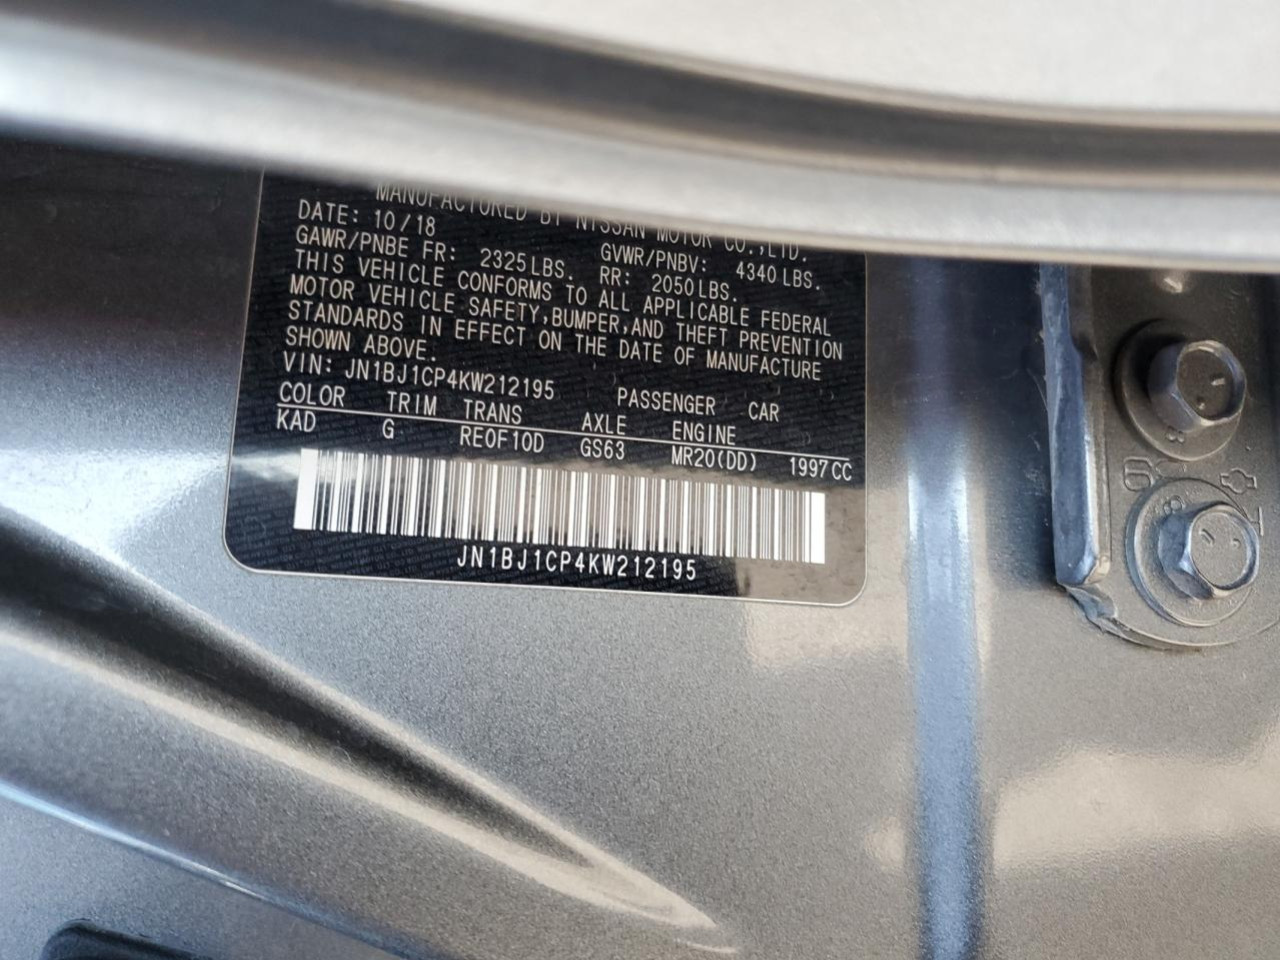 MANUFACTURED BY NISSAN MOTOR CO.,LTD.
DATE: 10/18
GVWR/PNBV: 4340 LBS.
GAWR/PNBE FR: 2325 LBS. RR: 2050 LBS.
THIS VEHICLE CONFORMS TO ALL APPLICABLE FEDERAL
MOTOR VEHICLE SAFETY,BUMPER,AND THEFT PREVENTION
STANDARDS IN EFFECT ON THE DATE OF MANUFACTURE
SHOWN ABOVE.
VIN: JN1BJ1CP4KW212195 PASSENGER CAR
COLOR TRIM TRANS AXLE ENGINE
KAD G RE0F10D GS63 MR20(DD) 1997CC
JN1BJ1CP4KW212195
8
6
8